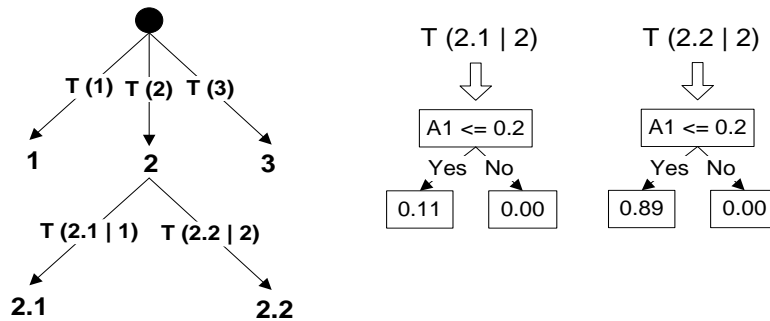 T (1) T (2) T (3)
1 2 3
T (2.1 | 1) T (2.2 | 2)
2.1 2.2
T (2.1 | 2)
A1 <= 0.2
Yes No
0.11 0.00
T (2.2 | 2)
A1 <= 0.2
Yes No
0.89 0.00